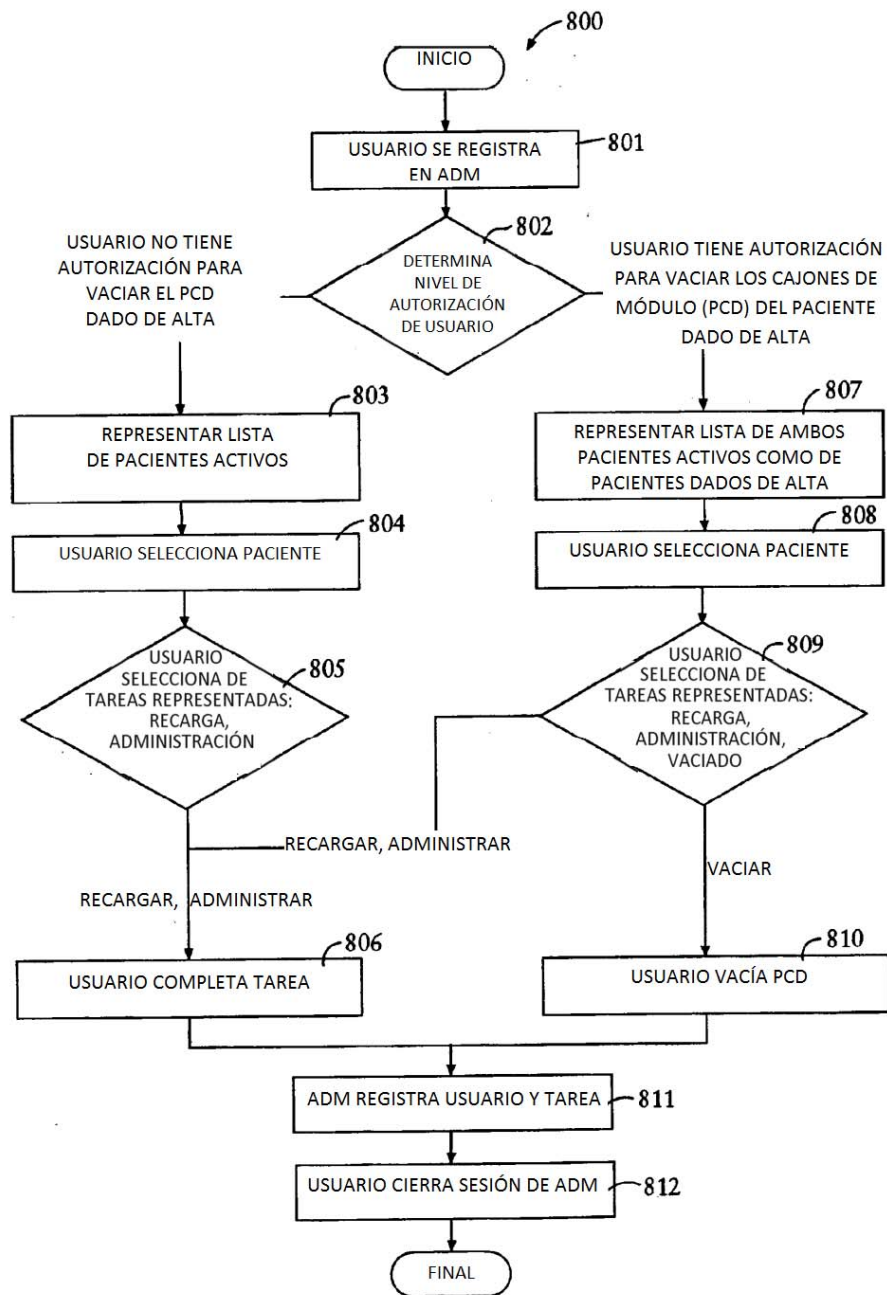 800
INICIO
801
USUARIO SE REGISTRA
EN ADM
802
DETERMINA
NIVEL DE
AUTORIZACIÓN
DE USUARIO
USUARIO NO TIENE
AUTORIZACIÓN PARA
VACIAR EL PCD
DADO DE ALTA
USUARIO TIENE AUTORIZACIÓN
PARA VACIAR LOS CAJONES DE
MÓDULO (PCD) DEL PACIENTE
DADO DE ALTA
803
REPRESENTAR LISTA
DE PACIENTES ACTIVOS
807
REPRESENTAR LISTA DE AMBOS
PACIENTES ACTIVOS COMO DE
PACIENTES DADOS DE ALTA
804
USUARIO SELECCIONA PACIENTE
808
USUARIO SELECCIONA PACIENTE
805
USUARIO
SELECCIONA DE
TAREAS REPRESENTADAS:
RECARGA,
ADMINISTRACIÓN
809
USUARIO
SELECCIONA DE
TAREAS REPRESENTADAS:
RECARGA,
ADMINISTRACIÓN,
VACIADO
RECARGAR, ADMINISTRAR
VACIAR
RECARGAR, ADMINISTRAR
806
USUARIO COMPLETA TAREA
810
USUARIO VACÍA PCD
ADM REGISTRA USUARIO Y TAREA
811
USUARIO CIERRA SESIÓN DE ADM
812
FINAL